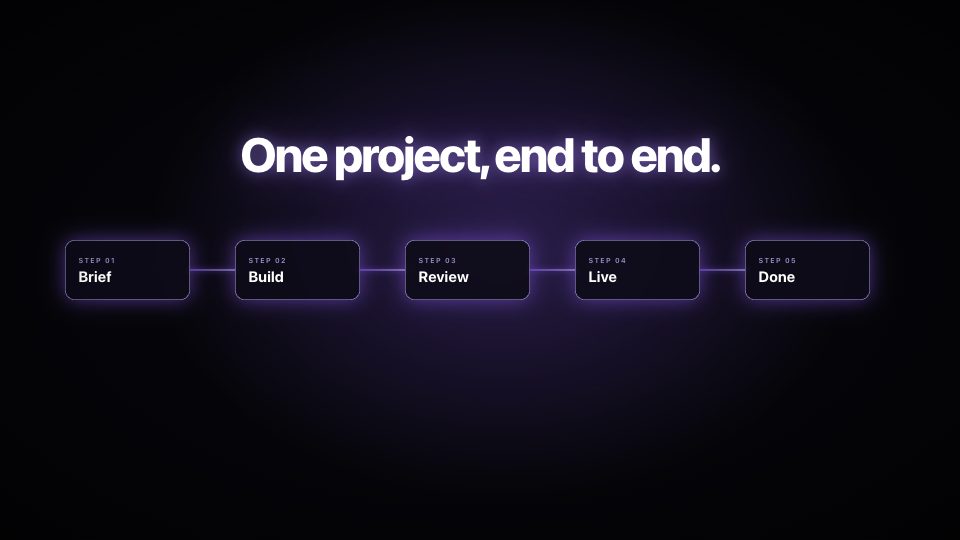 One project, end to end.
STEP 01
Brief
STEP 02
Build
STEP 03
Review
STEP 04
Live
STEP 05
Done